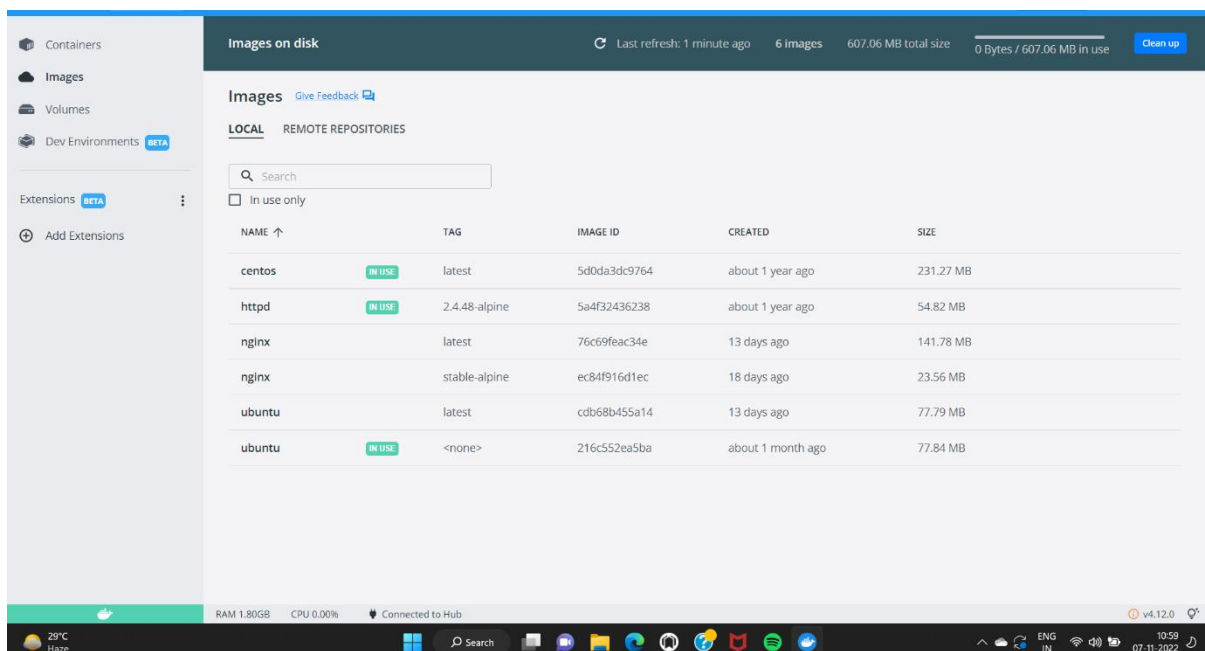 Containers
Images
Volumes
Dev Environments BETA
Extensions BETA
Add Extensions
Images on disk Last refresh: 1 minute ago 6 images 607.06 MB total size 0 Bytes / 607.06 MB in use Clean up
Images Give Feedback
LOCAL REMOTE REPOSITORIES
Search
In use only
NAME TAG IMAGE ID CREATED SIZE
centos IN USE latest 5d0da3dc9764 about 1 year ago 231.27 MB
httpd IN USE 2.4.48-alpine 5a4f32436238 about 1 year ago 54.82 MB
nginx latest 76c69feac34e 13 days ago 141.78 MB
nginx stable-alpine ec84f916d1ec 18 days ago 23.56 MB
ubuntu latest cdb68b455a14 13 days ago 77.79 MB
ubuntu IN USE <none> 216c552ea5ba about 1 month ago 77.84 MB
RAM 1.80GB CPU 0.00% Connected to Hub v4.12.0
29°C
Haze
Search
ENG
IN
10:59
07-11-2022